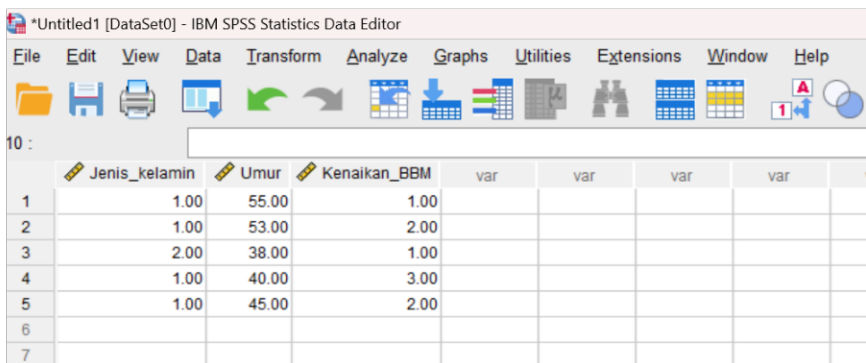 *Untitled1 [DataSet0] - IBM SPSS Statistics Data Editor
File Edit View Data Transform Analyze Graphs Utilities Extensions Window Help
A
1
10 :
Jenis_kelamin Umur Kenaikan_BBM var var var var
1 1.00 55.00 1.00
2 1.00 53.00 2.00
3 2.00 38.00 1.00
4 1.00 40.00 3.00
5 1.00 45.00 2.00
6
7